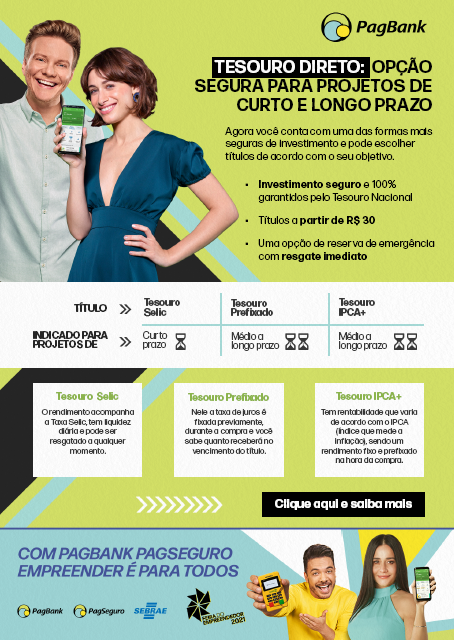 PagBank
TESOURO DIRETO: OPÇÃO
SEGURA PARA PROJETOS DE
CURTO E LONGO PRAZO
Agora você conta com uma das formas mais
seguras de investimento e pode escolher
títulos de acordo com o seu objetivo.
• Investimento seguro e 100%
garantidos pelo Tesouro Nacional
• Títulos a partir de R$ 30
• Uma opção de reserva de emergência
com resgate imediato
TÍTULO
Tesouro
Selic
Tesouro
Prefixado
Tesouro
IPCA+
INDICADO PARA
PROJETOS DE
Curto
prazo
Médio a
longo prazo
Médio a
longo prazo
Tesouro Selic
O rendimento acompanha
a Taxa Selic, tem liquidez
diária e pode ser
resgatado a qualquer
momento.
Tesouro Prefixado
Nele a taxa de juros é
fixada previamente,
durante a compra e você
sabe quanto receberá no
vencimento do título.
Tesouro IPCA+
Tem rentabilidade que varia
de acordo com o IPCA
(índice que mede a
inflação), sendo um
rendimento fixo e prefixado
na hora da compra.
Clique aqui e saiba mais
COM PAGBANK PAGSEGURO
EMPREENDER É PARA TODOS
PagBank
PagSeguro
SEBRAE
FEIRA DO
EMPREENDEDOR
2021